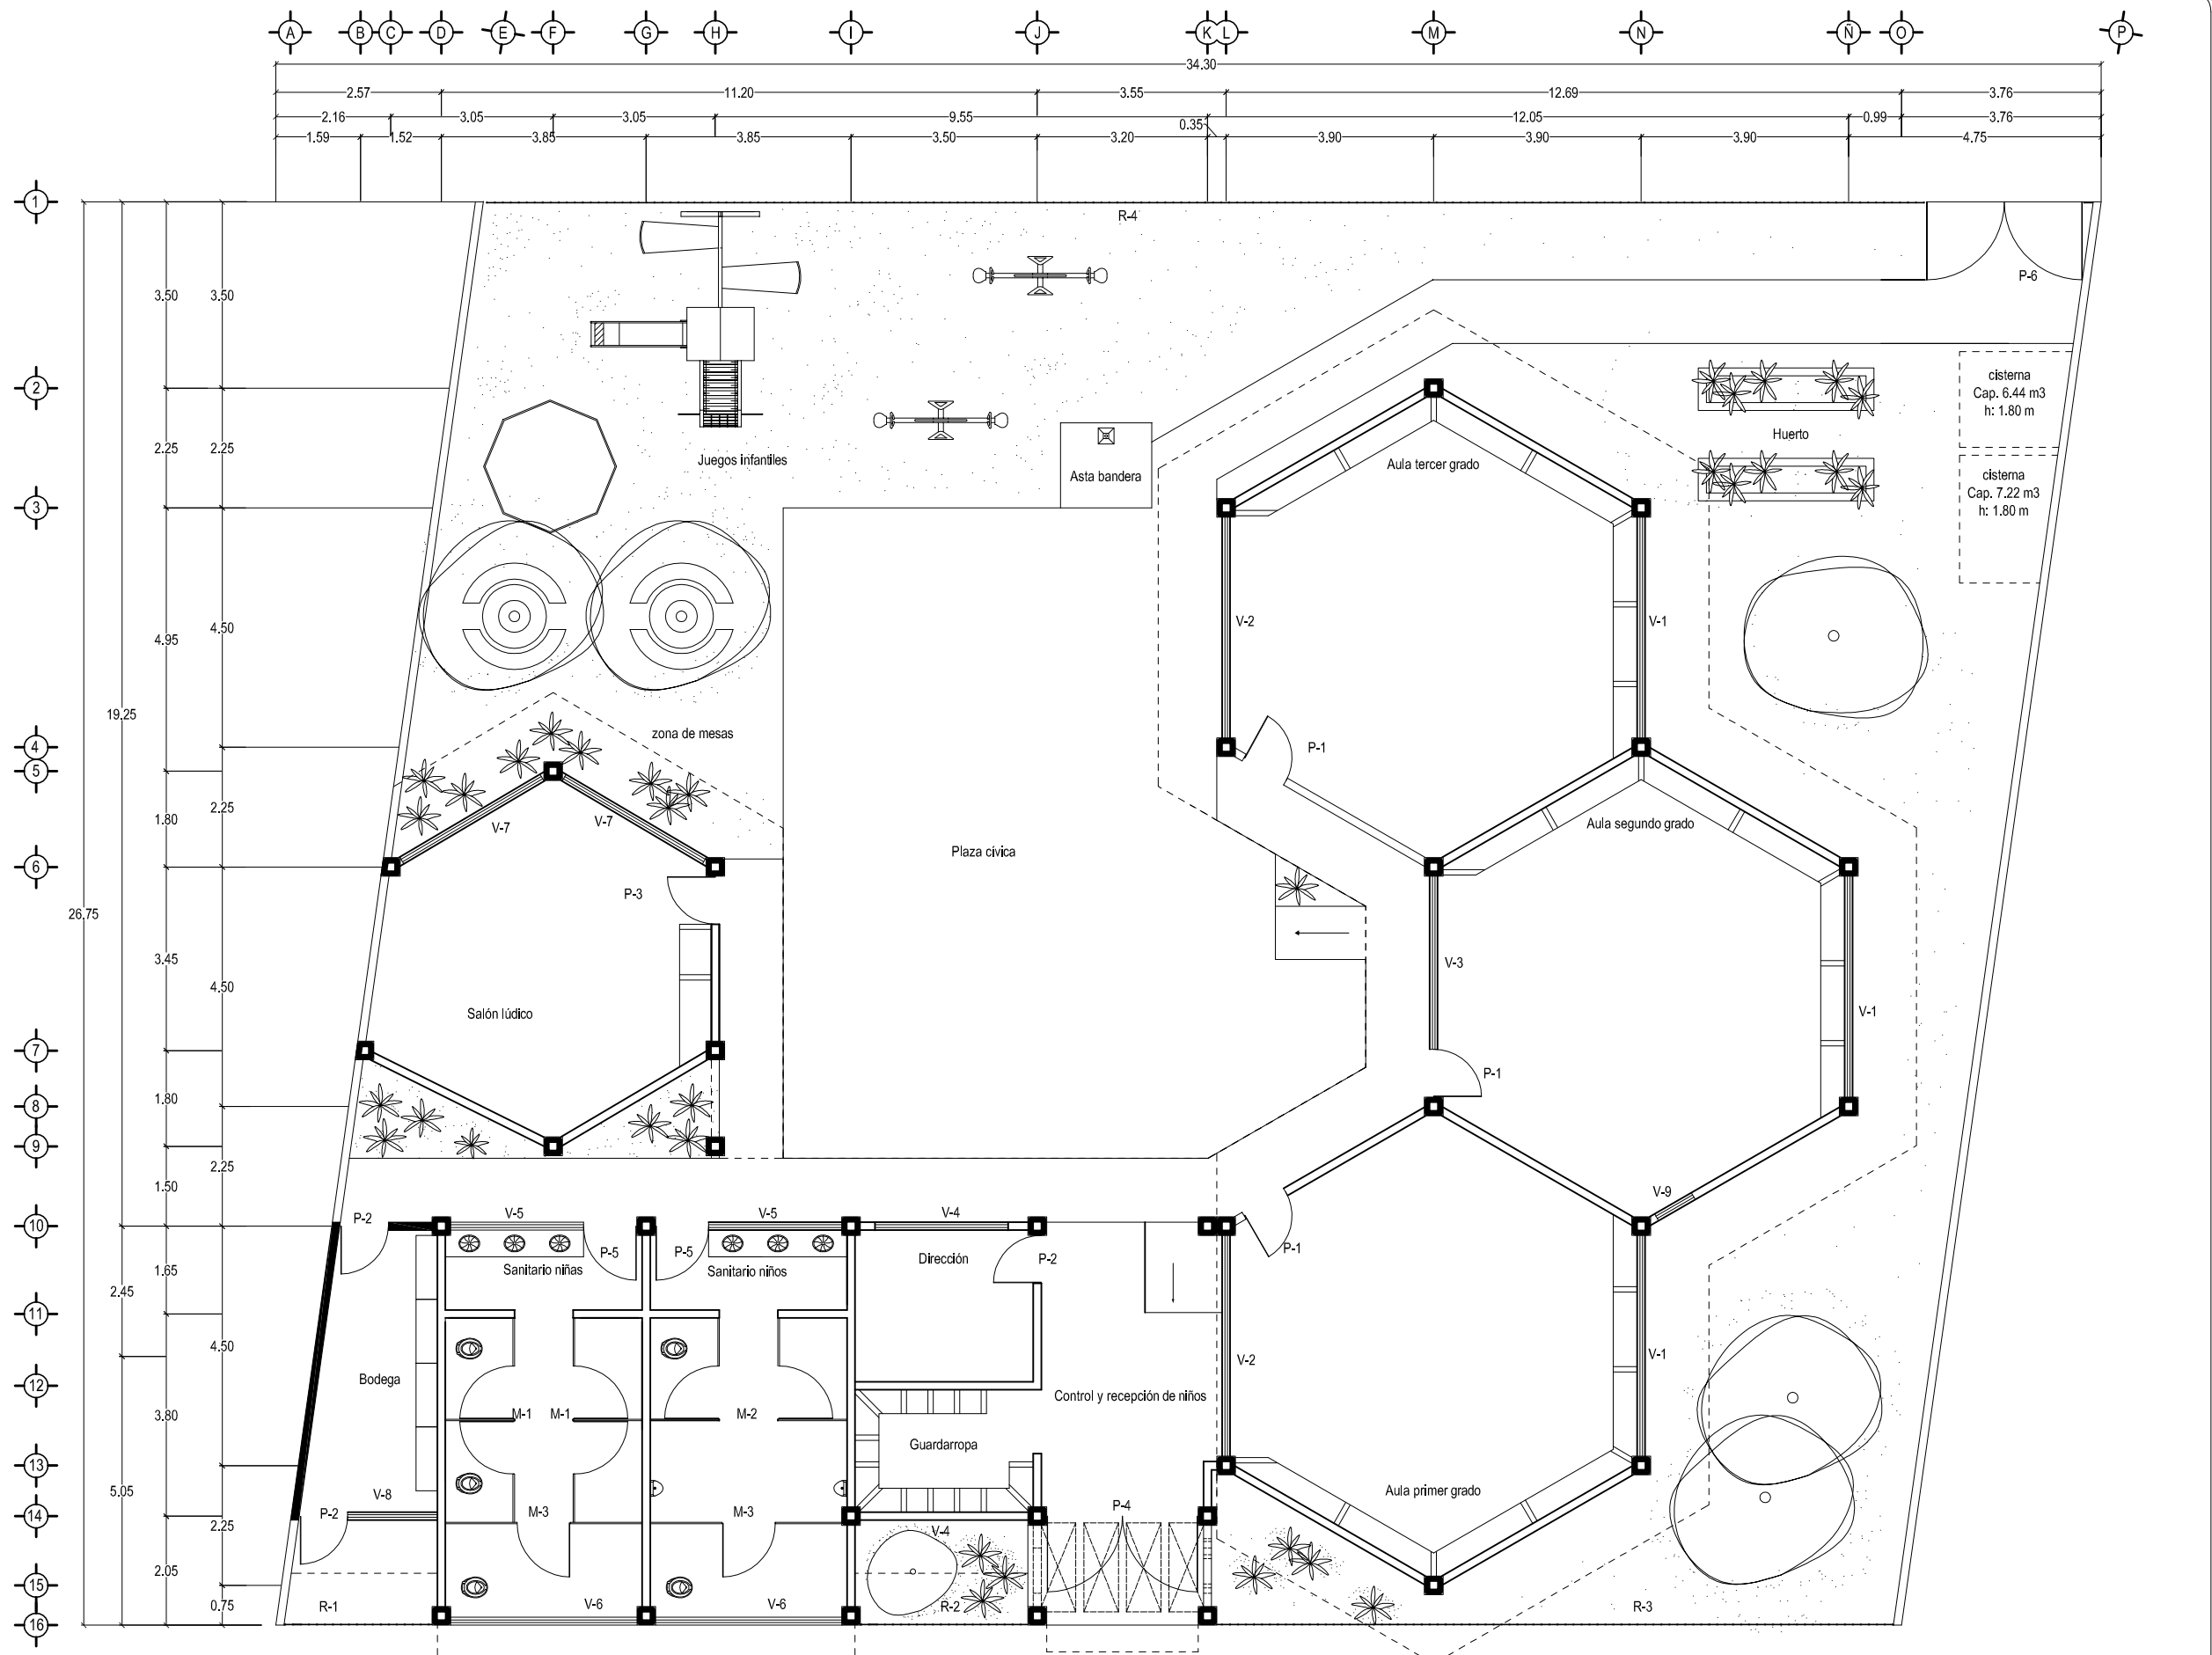 A B C D E F G H I J K L M N Ñ O P
34.30
2.57 11.20 3.55 12.69 3.76
2.16 3.05 3.05 9.55 12.05 0.99 3.76
0.35
1.59 1.52 3.85 3.85 3.50 3.20 3.90 3.90 3.90 4.75
1
R-4
P-6
3.50 3.50
2
cisterna
Cap. 6.44 m3
h: 1.80 m
Huerto
2.25 2.25
Juegos infantiles
Aula tercer grado
Asta bandera
cisterna
Cap. 7.22 m3
h: 1.80 m
3
V-2
V-1
4.95 4.50
19.25
zona de mesas
4
P-1
5
1.80 2.25
V-7 V-7
Aula segundo grado
Plaza cívica
6
P-3
26.75
3.45 4.50
V-3
Salón lúdico
V-1
7
P-1
1.80
8
9
2.25
1.50
V-9
P-2
V-5
V-5
V-4
10
P-5
P-5
P-1
Dirección
P-2
Sanitario niñas
Sanitario niños
1.65
2.45
11
4.50
V-2
V-1
Bodega
12
Control y recepción de niños
M-1 M-1
M-2
3.80
Guardarropa
13
5.05
V-8
Aula primer grado
P-2
M-3
M-3
P-4
14
2.25
V-4
2.05
15
0.75
R-1
V-6
V-6
R-2
R-3
16